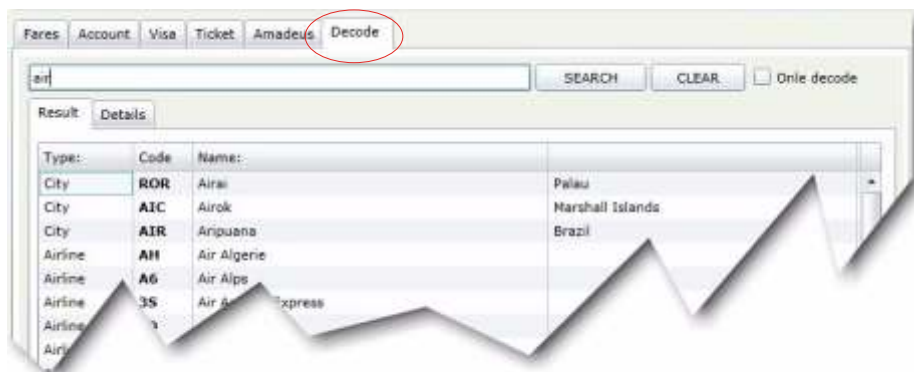 Fares Account Visa Ticket Amadeus Decode
air SEARCH CLEAR Onle decode
Result Details
Type: Code Name:
City ROR Airai Palau
City AIC Airok Marshall Islands
City AIR Aripuana Brazil
Airline AH Air Algerie
Airline A6 Air Alps
Airline 3S Air Express
Airline